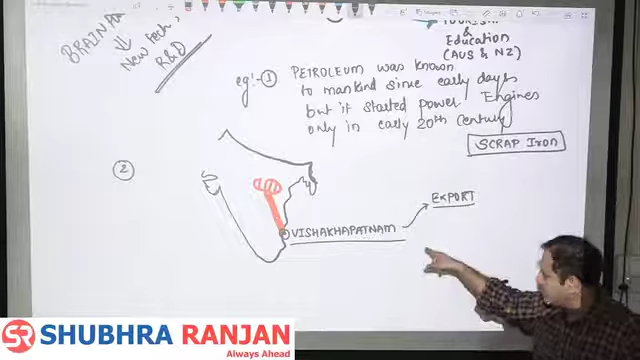 BRAIN
↓
New Tech,
R&D
Education
(AUS & NZ)
&
eg:- ① PETROLEUM was known
to mankind since early days
but it started power Engines
only in early 20th Century
SCRAP IRON
②
VISHAKHAPATNAM
EXPORT
SR SHUBHRA RANJAN
Always Ahead